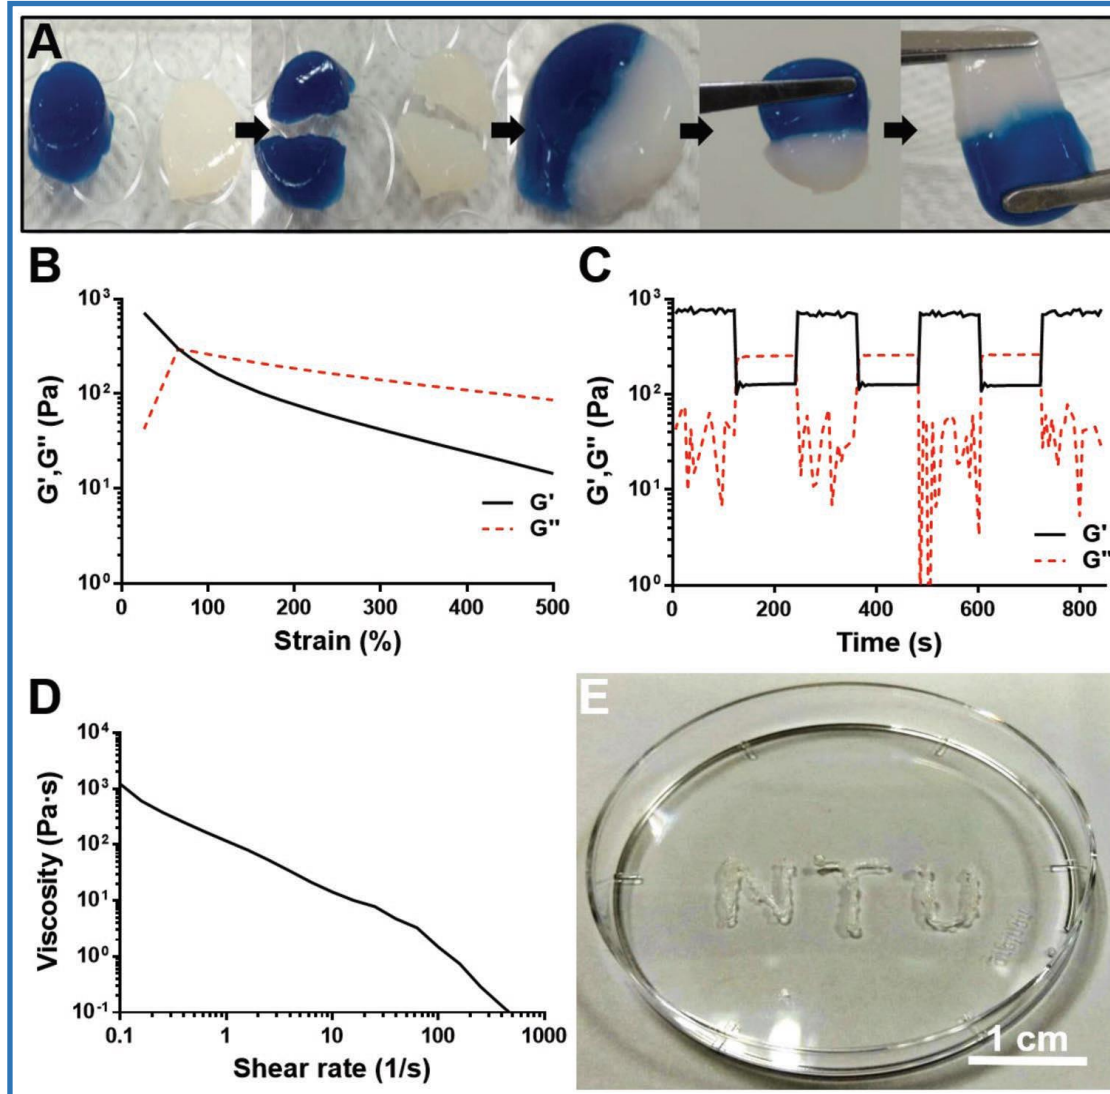 A
B
10³
10²
10¹
10⁰
G',G'' (Pa)
G'
G''
0
100
200
300
400
500
Strain (%)
C
10³
10²
10¹
10⁰
G',G'' (Pa)
G'
G''
0
200
400
600
800
Time (s)
D
10⁴
10³
10²
10¹
10⁰
10⁻¹
Viscosity (Pa·s)
0.1
1
10
100
1000
Shear rate (1/s)
E
NTU
1 cm